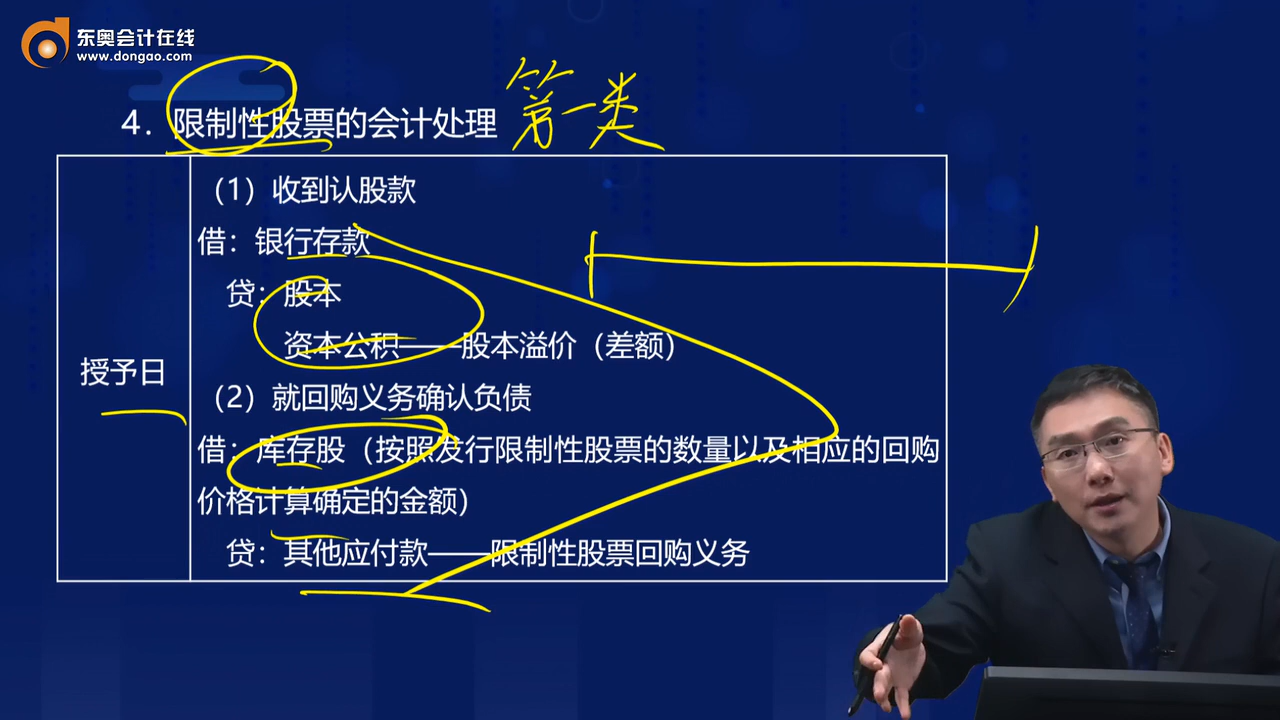 东奥会计在线
www.dongao.com
4. 限制性股票的会计处理 第一类
(1)收到认股款
借：银行存款
贷：股本
资本公积——股本溢价（差额）
授予日
(2)就回购义务确认负债
借：库存股（按照发行限制性股票的数量以及相应的回购
价格计算确定的金额）
贷：其他应付款——限制性股票回购义务